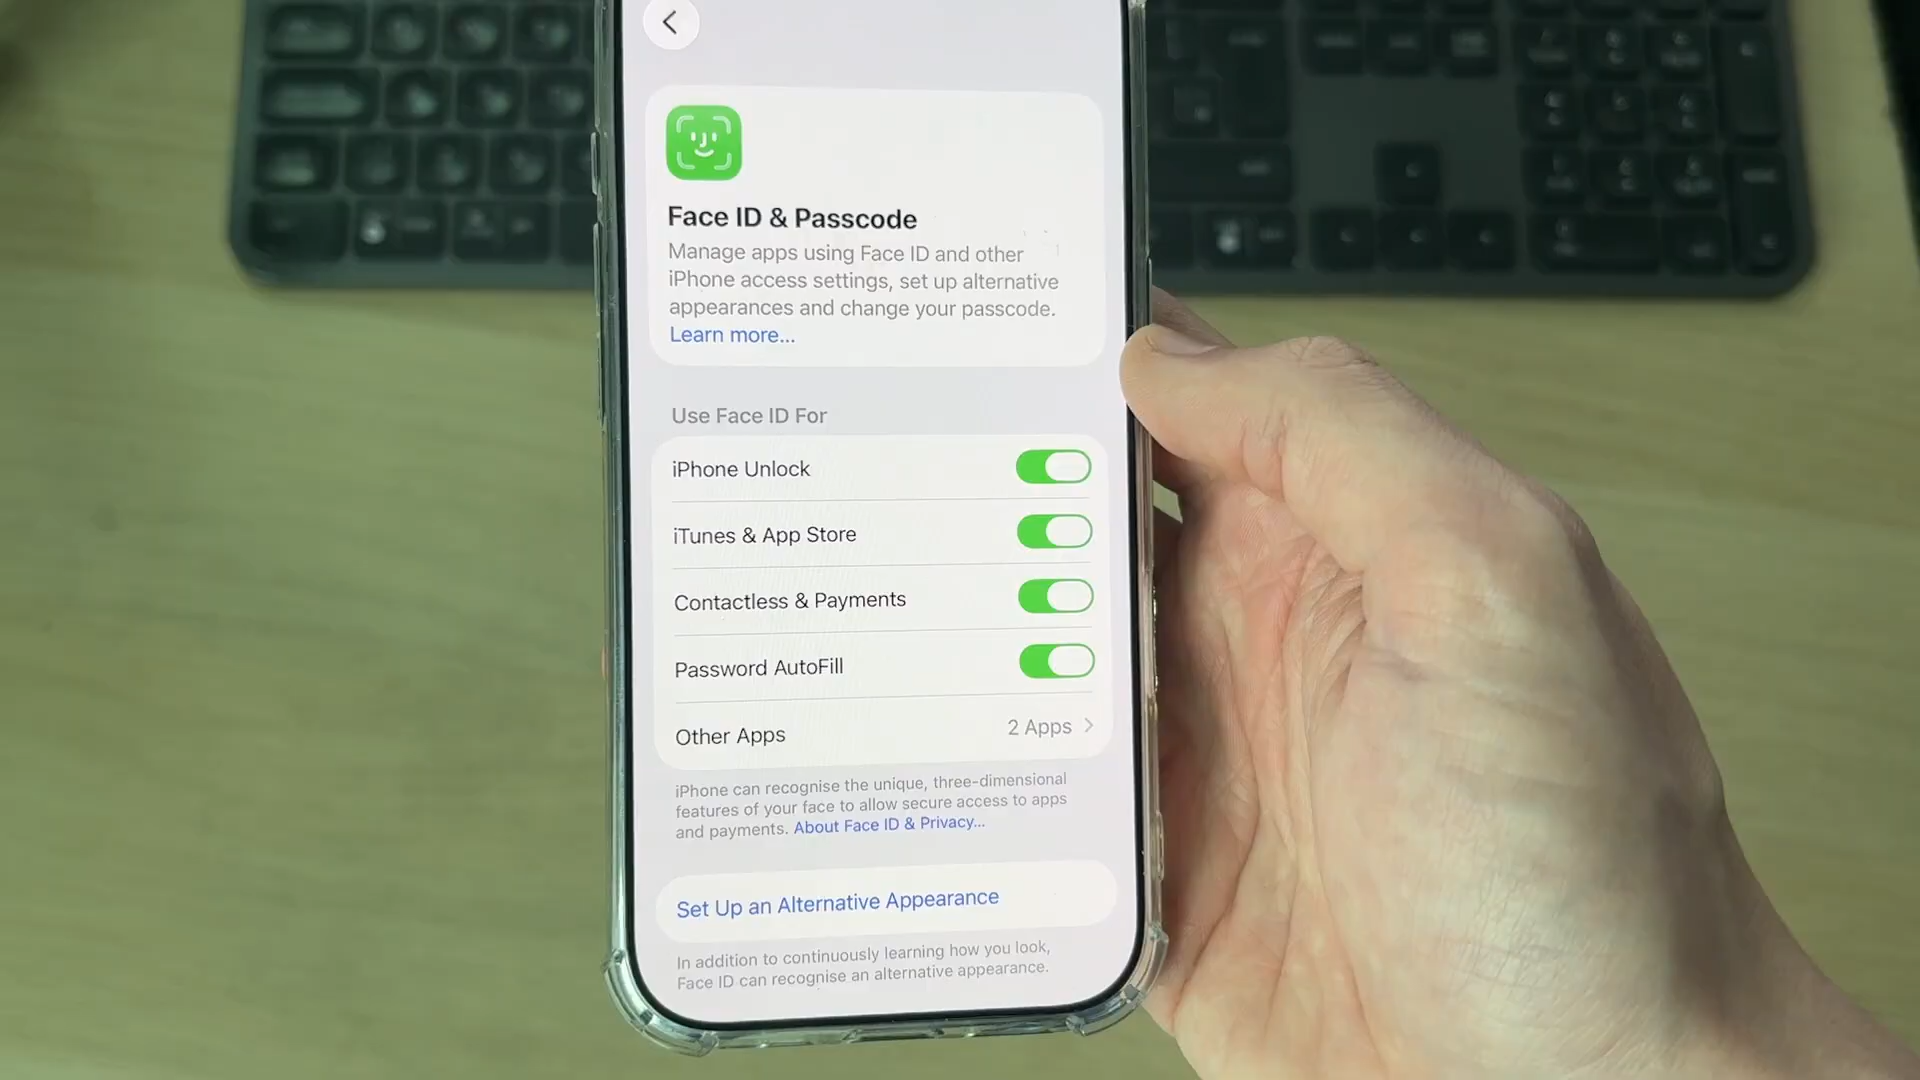 Face ID & Passcode
Manage apps using Face ID and other
iPhone access settings, set up alternative
appearances and change your passcode.
Learn more...
Use Face ID For
iPhone Unlock
iTunes & App Store
Contactless & Payments
Password AutoFill
Other Apps 2 Apps
iPhone can recognise the unique, three-dimensional
features of your face to allow secure access to apps
and payments. About Face ID & Privacy...
Set Up an Alternative Appearance
In addition to continuously learning how you look,
Face ID can recognise an alternative appearance.